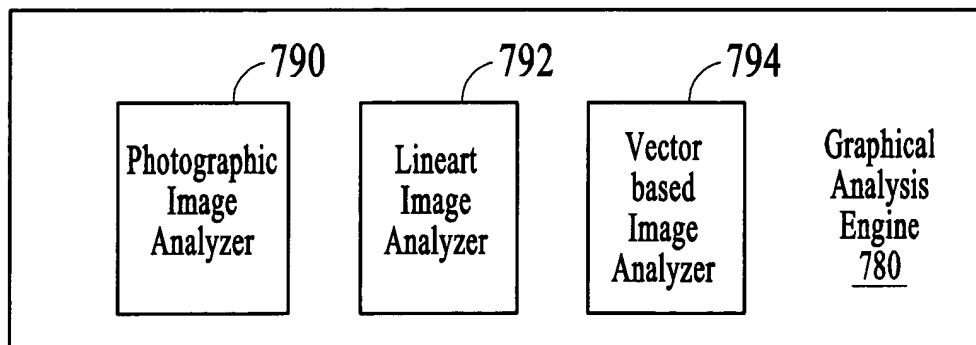 790
792
794
Photographic
Image
Analyzer
Lineart
Image
Analyzer
Vector
based
Image
Analyzer
Graphical
Analysis
Engine
780